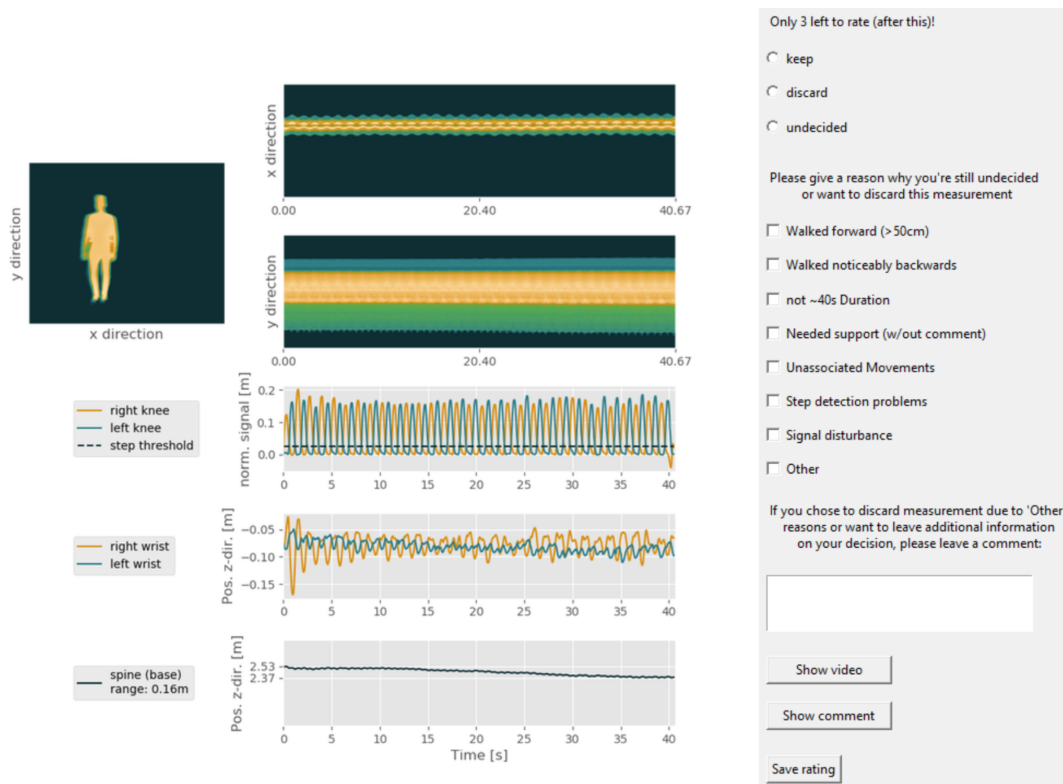 Only 3 left to rate (after this)!
keep
discard
undecided
Please give a reason why you're still undecided
or want to discard this measurement
Walked forward (>50cm)
Walked noticeably backwards
not ~40s Duration
Needed support (w/out comment)
Unassociated Movements
Step detection problems
Signal disturbance
Other
If you chose to discard measurement due to 'Other
reasons or want to leave additional information
on your decision, please leave a comment:
Show video
Show comment
Save rating
y direction
x direction
x direction
0.00 20.40 40.67
y direction
0.00 20.40 40.67
right knee
left knee
step threshold
norm. signal [m]
0.2
0.1
0.0
0 5 10 15 20 25 30 35 40
right wrist
left wrist
Pos. z-dir. [m]
−0.05
−0.10
−0.15
0 5 10 15 20 25 30 35 40
spine (base)
range: 0.16m
Pos. z-dir. [m]
2.53
2.37
0 5 10 15 20 25 30 35 40
Time [s]